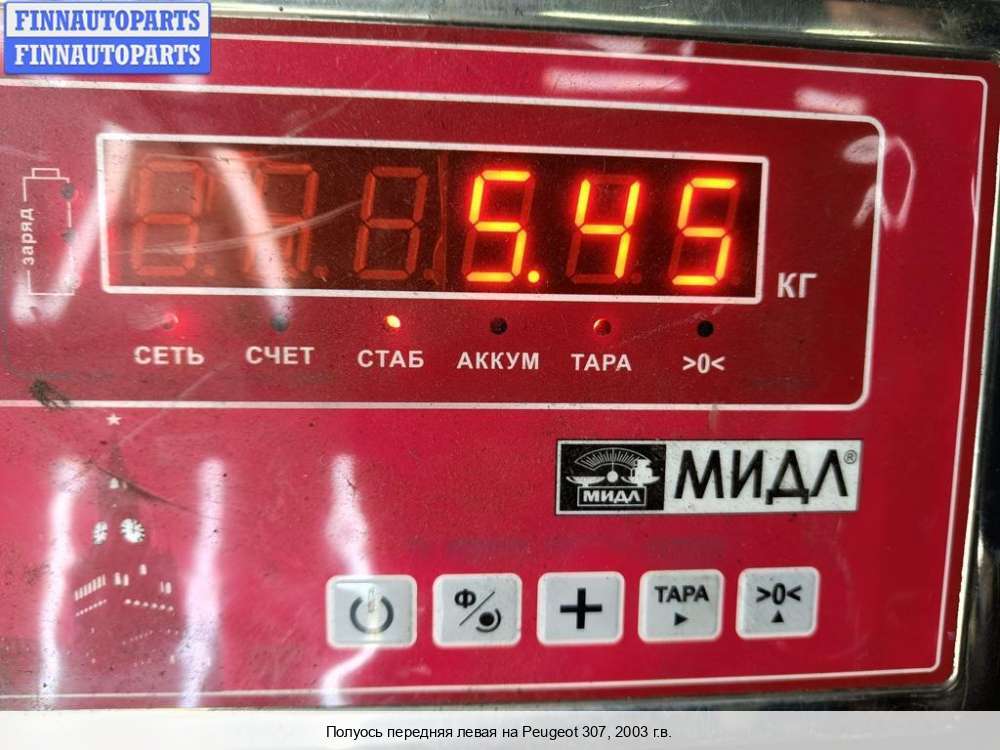 FINNAUTOPARTS
FINNAUTOPARTS
заряд
5.45
КГ
СЕТЬ СЧЕТ СТАБ АККУМ ТАРА >0<
МИДЛ МИДЛ®
Ф ТАРА >0<
Полуось передняя левая на Peugeot 307, 2003 г.в.